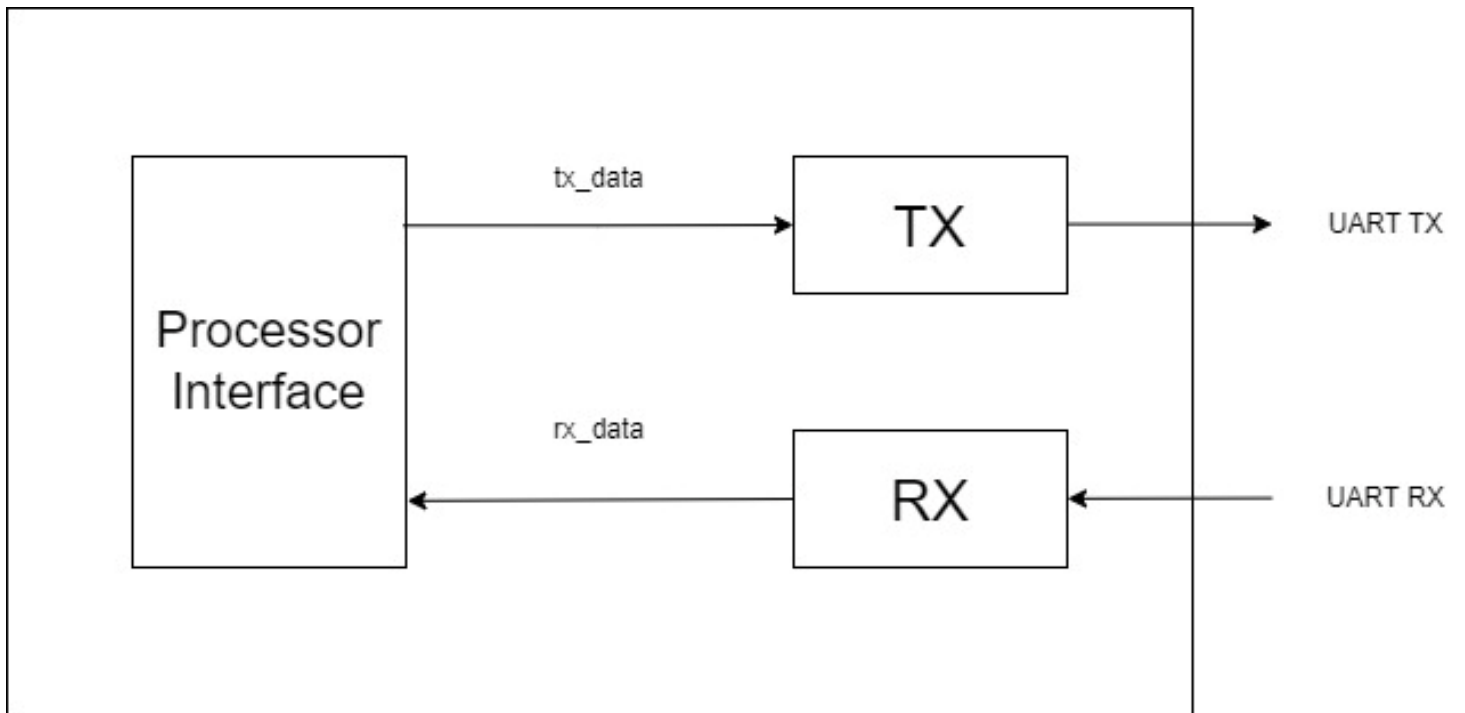 tx_data
TX
UART TX
Processor
Interface
rx_data
RX
UART RX